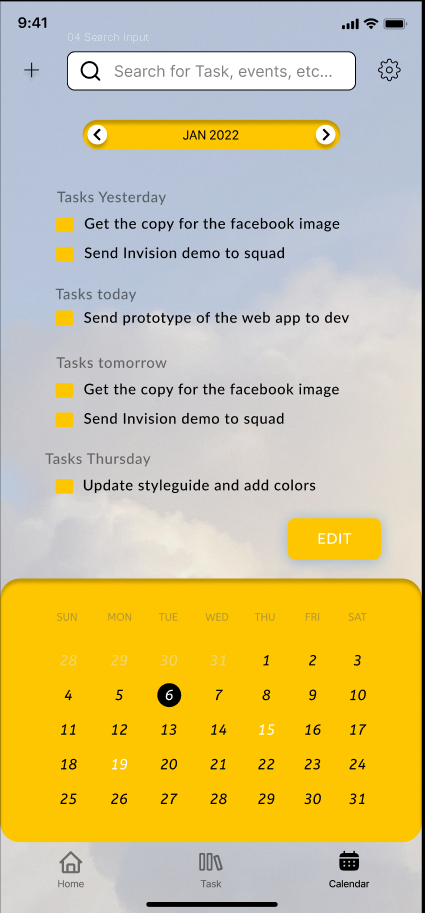 9:41
04 Search Input
Search for Task, events, etc...
JAN 2022
Tasks Yesterday
Get the copy for the facebook image
Send Invision demo to squad
Tasks today
Send prototype of the web app to dev
Tasks tomorrow
Get the copy for the facebook image
Send Invision demo to squad
Tasks Thursday
Update styleguide and add colors
EDIT
SUN MON TUE WED THU FRI SAT
28 29 30 31 1 2 3
4 5 6 7 8 9 10
11 12 13 14 15 16 17
18 19 20 21 22 23 24
25 26 27 28 29 30 31
Home Task Calendar